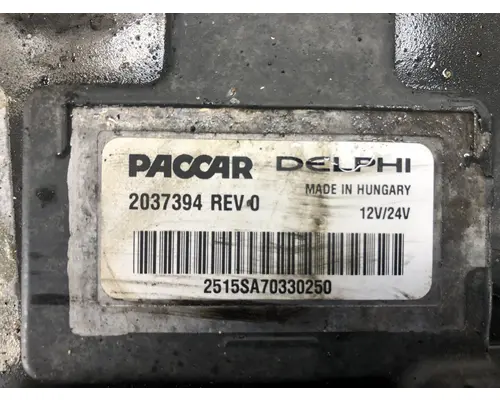 PACCAR DELPHI
MADE IN HUNGARY
2037394 REV 0
12V/24V
2515SA70330250